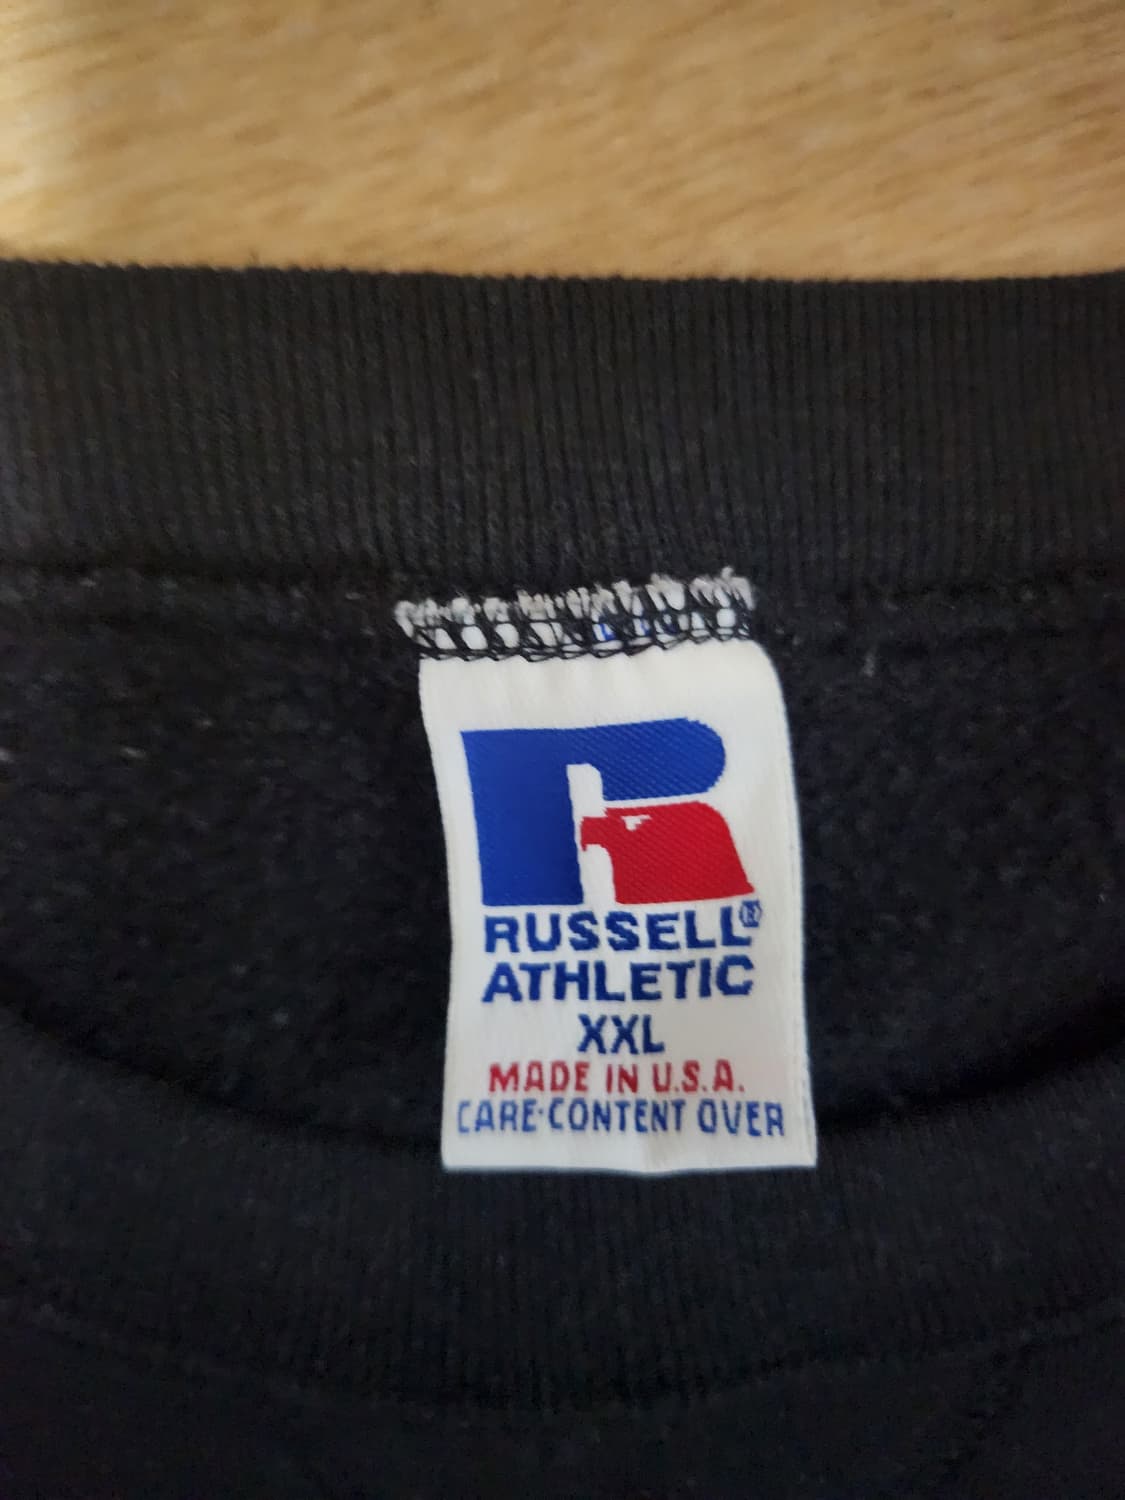 R
RUSSELL®
ATHLETIC
XXL
MADE IN U.S.A.
CARE·CONTENT OVER